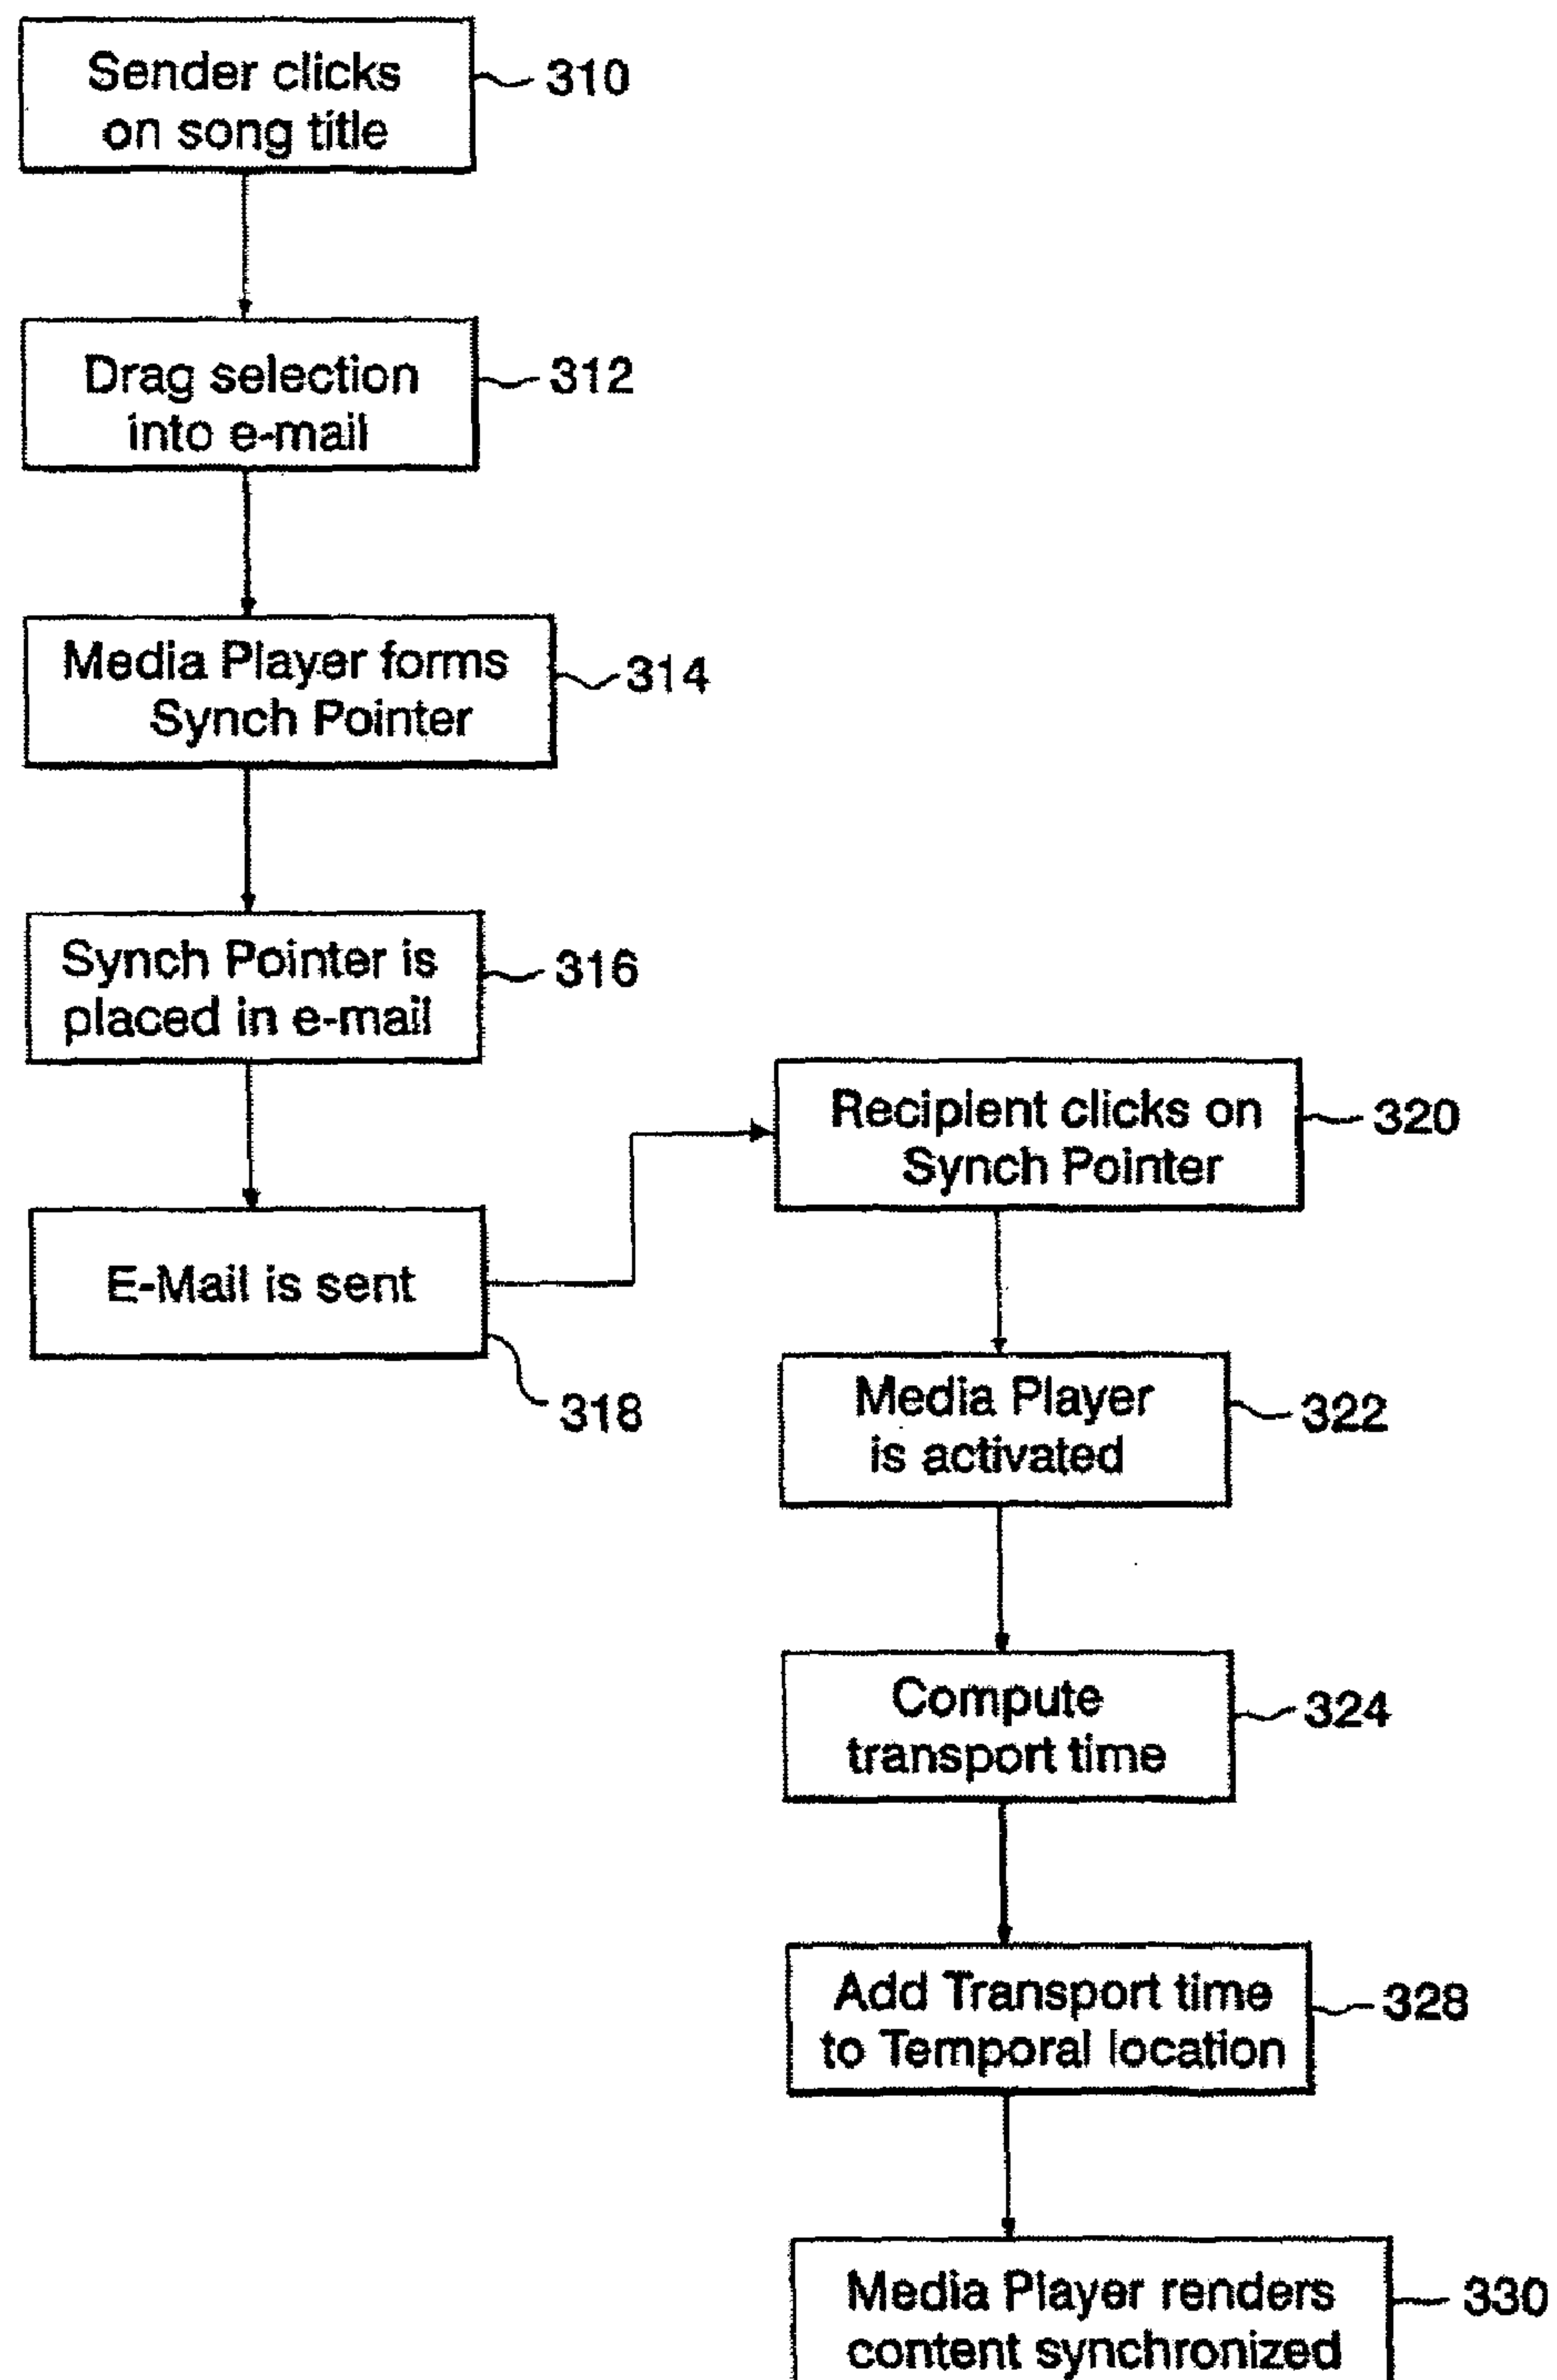 Sender clicks
on song title
310
Drag selection
into e-mail
312
Media Player forms
Synch Pointer
314
Synch Pointer is
placed in e-mail
316
E-Mail is sent
318
Recipient clicks on
Synch Pointer
320
Media Player
is activated
322
Compute
transport time
324
Add Transport time
to Temporal location
328
Media Player renders
content synchronized
330